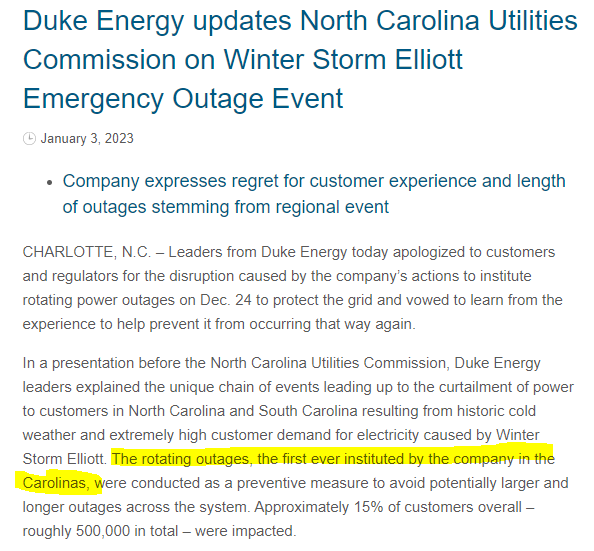 Duke Energy updates North Carolina Utilities
Commission on Winter Storm Elliott
Emergency Outage Event
January 3, 2023
• Company expresses regret for customer experience and length
of outages stemming from regional event
CHARLOTTE, N.C. – Leaders from Duke Energy today apologized to customers
and regulators for the disruption caused by the company’s actions to institute
rotating power outages on Dec. 24 to protect the grid and vowed to learn from the
experience to help prevent it from occurring that way again.
In a presentation before the North Carolina Utilities Commission, Duke Energy
leaders explained the unique chain of events leading up to the curtailment of power
to customers in North Carolina and South Carolina resulting from historic cold
weather and extremely high customer demand for electricity caused by Winter
Storm Elliott. The rotating outages, the first ever instituted by the company in the
Carolinas, were conducted as a preventive measure to avoid potentially larger and
longer outages across the system. Approximately 15% of customers overall –
roughly 500,000 in total – were impacted.